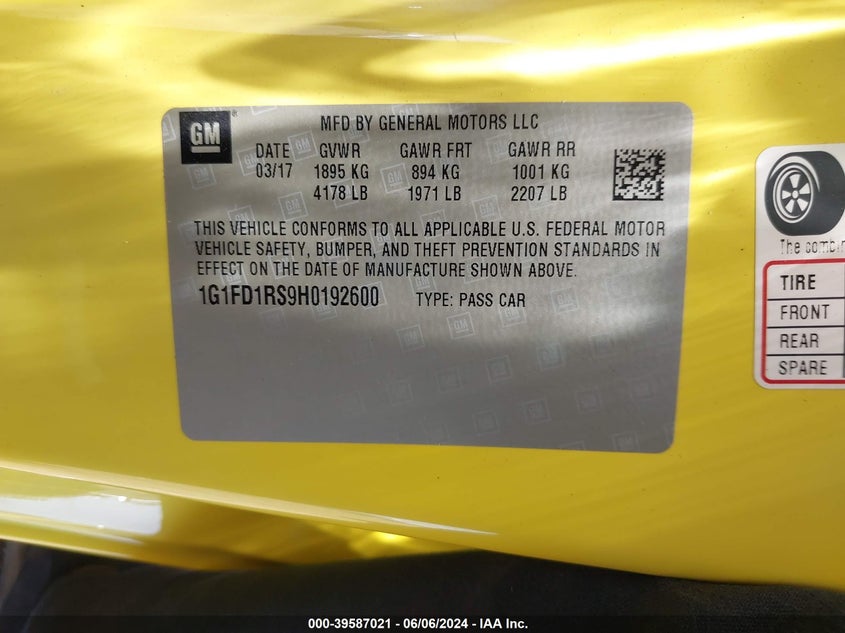 GM ®
MFD BY GENERAL MOTORS LLC
DATE GVWR GAWR FRT GAWR RR
03/17 1895 KG 894 KG 1001 KG
4178 LB 1971 LB 2207 LB
THIS VEHICLE CONFORMS TO ALL APPLICABLE U.S. FEDERAL MOTOR
VEHICLE SAFETY, BUMPER, AND THEFT PREVENTION STANDARDS IN
EFFECT ON THE DATE OF MANUFACTURE SHOWN ABOVE.
1G1FD1RS9H0192600 TYPE: PASS CAR
The
TIRE
FRONT
REAR
SPARE
000-39587021 - 06/06/2024 - IAA Inc.